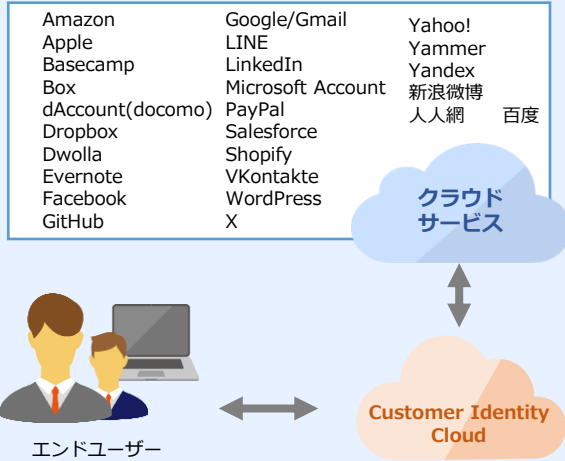 Amazon
Apple
Basecamp
Box
dAccount(docomo)
Dropbox
Dwolla
Evernote
Facebook
GitHub
Google/Gmail
LINE
LinkedIn
Microsoft Account
PayPal
Salesforce
Shopify
VKontakte
WordPress
X
Yahoo!
Yammer
Yandex
新浪微博
人人網 百度
クラウド
サービス
Customer Identity
Cloud
エンドユーザー